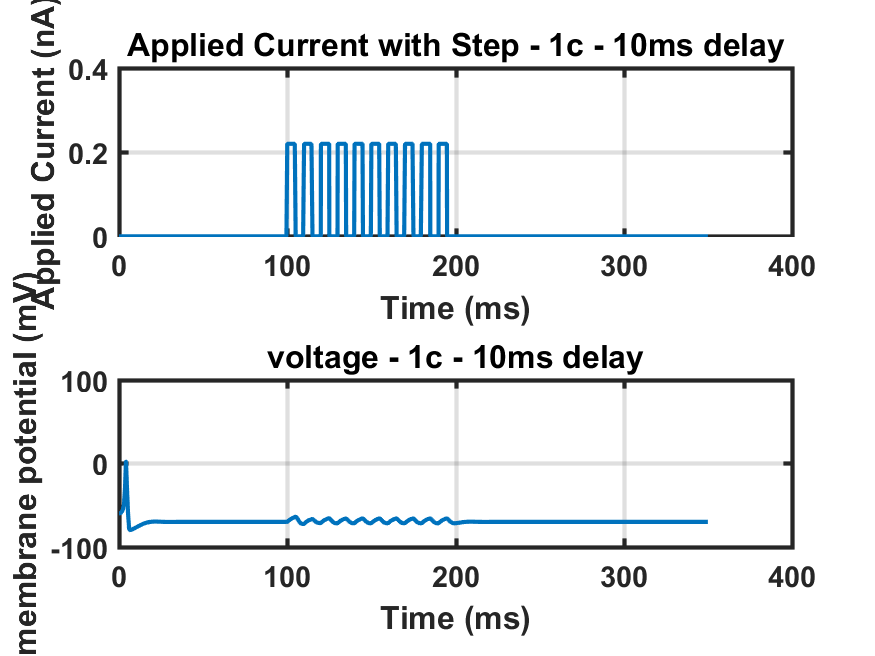 Applied Current with Step - 1c - 10ms delay
Applied Current (nA)
0.4
0.2
0
0 100 200 300 400
Time (ms)
voltage - 1c - 10ms delay
membrane potential (mV)
100
0
-100
0 100 200 300 400
Time (ms)